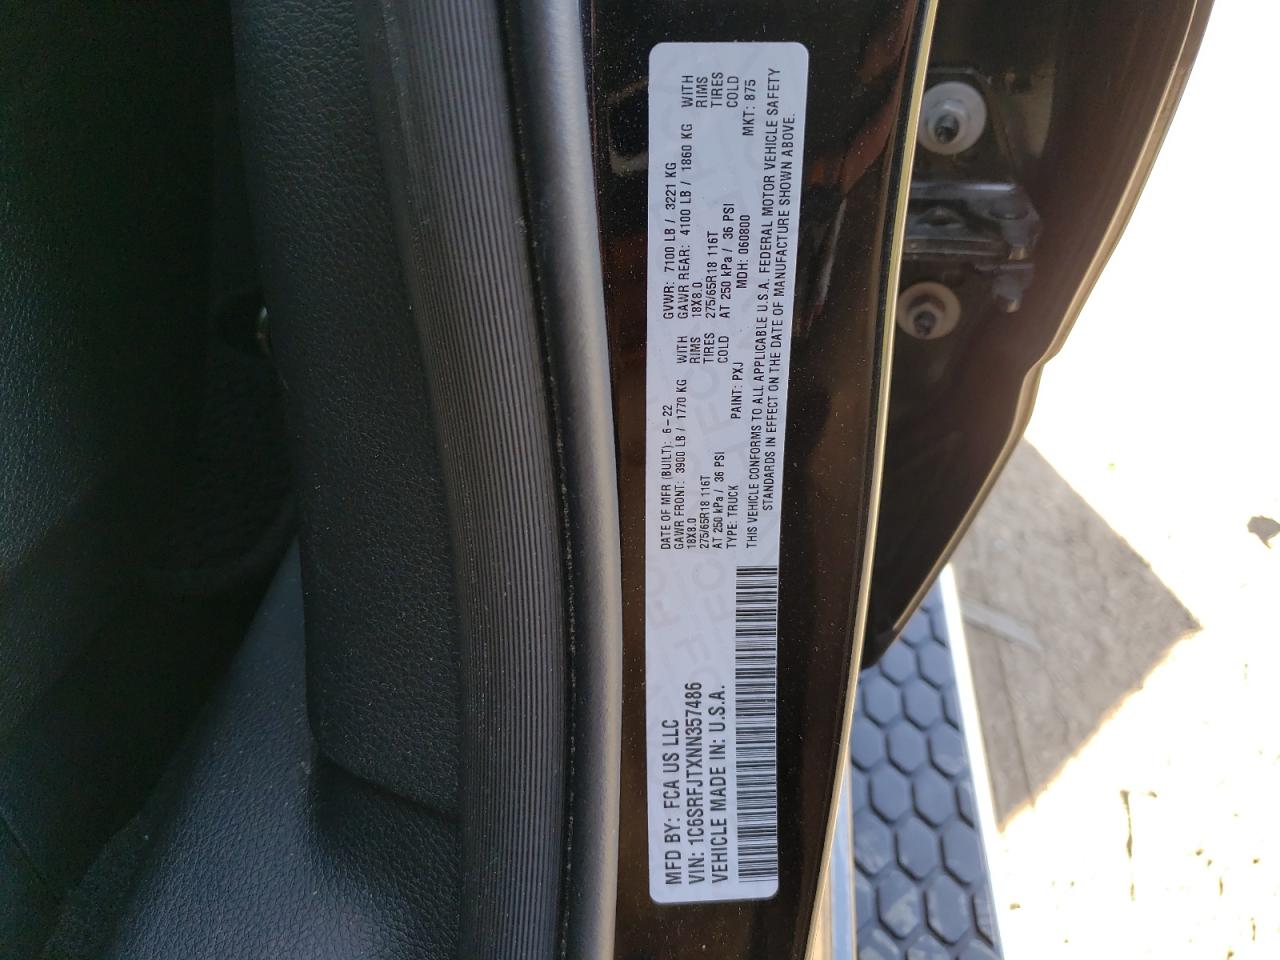 MFD BY: FCA US LLC
VIN: 1C6SRFJTXNN357486
VEHICLE MADE IN: U.S.A.
DATE OF MFR (BUILT): 6-22 GVWR: 7100 LB / 3221 KG
GAWR FRONT: 3900 LB / 1770 KG WITH GAWR REAR: 4100 LB / 1860 KG WITH
18X8.0 RIMS 18X8.0 RIMS
275/65R18 116T TIRES 275/65R18 116T TIRES
AT 250 kPa / 36 PSI COLD AT 250 kPa / 36 PSI COLD
TYPE: TRUCK PAINT: PXJ MDH: 060800 MKT: 875
THIS VEHICLE CONFORMS TO ALL APPLICABLE U.S.A. FEDERAL MOTOR VEHICLE SAFETY
STANDARDS IN EFFECT ON THE DATE OF MANUFACTURE SHOWN ABOVE.